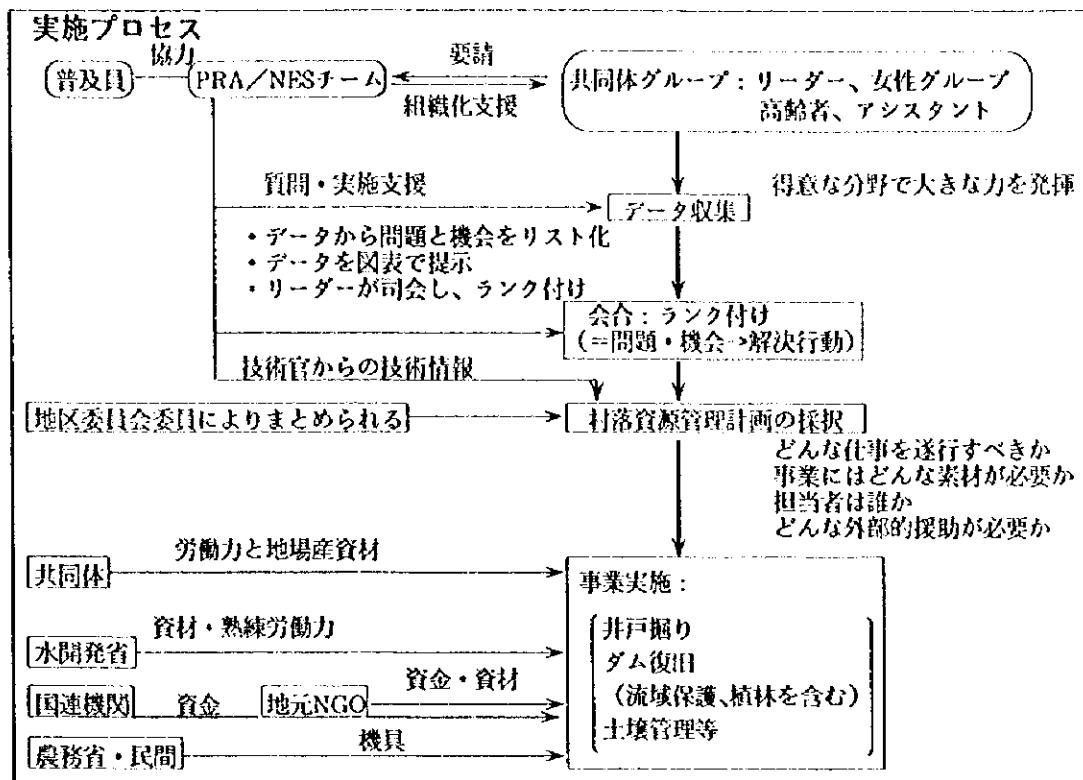 実施プロセス
協力
要請
普及員
PRA/NESチーム
組織化支援
共同体グループ:リーダー、女性グループ
高齢者、アシスタント
質問・実施支援
得意な分野で大きな力を発揮
データ収集
・データから問題と機会をリスト化
・データを図表で提示
・リーダーが司会し、ランク付け
会合:ランク付け
(=問題・機会→解決行動)
技術官からの技術情報
地区委員会委員によりまとめられる
村落資源管理計画の採択
どんな仕事を遂行すべきか
事業にはどんな素材が必要か
担当者は誰か
どんな外部的援助が必要か
労働力と地場産資材
共同体
事業実施:
資材・熟練労働力
井戸掘り
水開発省
ダム復旧
資金・資材
(流域保護、植林を含む)
国連機関
資金
地元NGO
土壌管理等
機具
農務省・民間